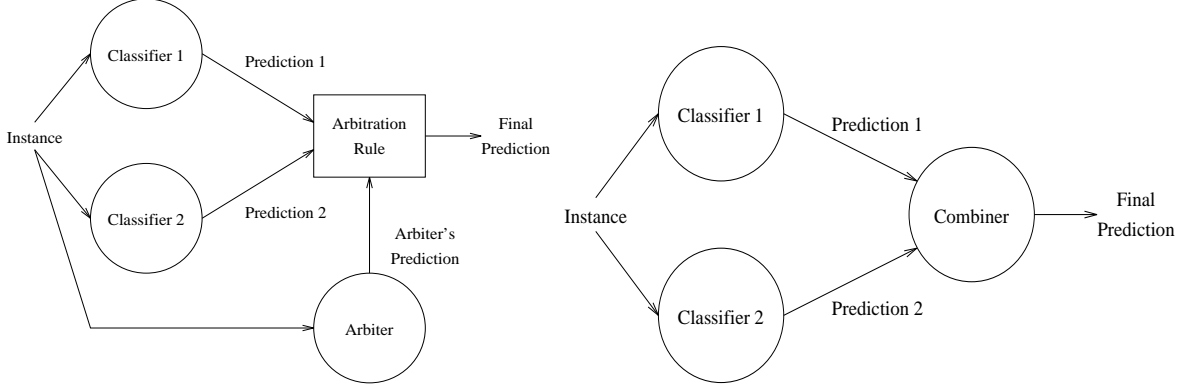 Classifier 1
Prediction 1
Instance
Arbitration
Rule
Final
Prediction
Classifier 2
Prediction 2
Arbiter's
Prediction
Arbiter
Classifier 1
Prediction 1
Instance
Combiner
Final
Prediction
Classifier 2
Prediction 2